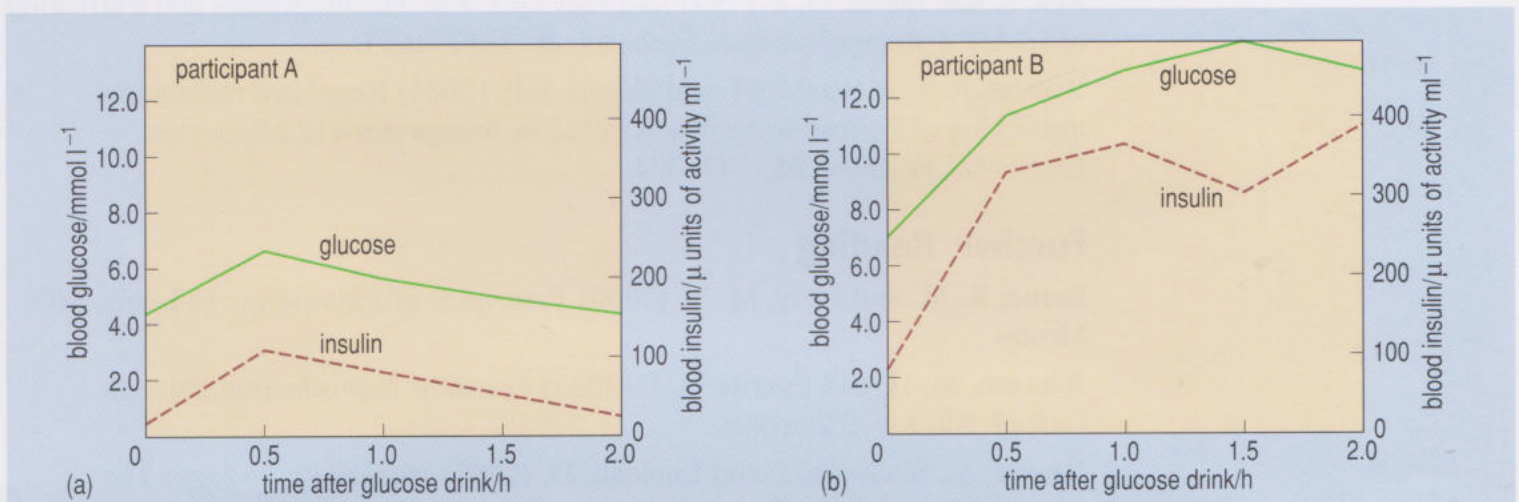 participant A
12.0
10.0
8.0
6.0
4.0
2.0
0
0.5
1.0
1.5
2.0
400
300
200
100
0
blood glucose/mmol l⁻¹
blood insulin/μ units of activity ml⁻¹
glucose
insulin
(a)
time after glucose drink/h
participant B
12.0
10.0
8.0
6.0
4.0
2.0
0
0.5
1.0
1.5
2.0
400
300
200
100
0
blood glucose/mmol l⁻¹
blood insulin/μ units of activity ml⁻¹
glucose
insulin
(b)
time after glucose drink/h